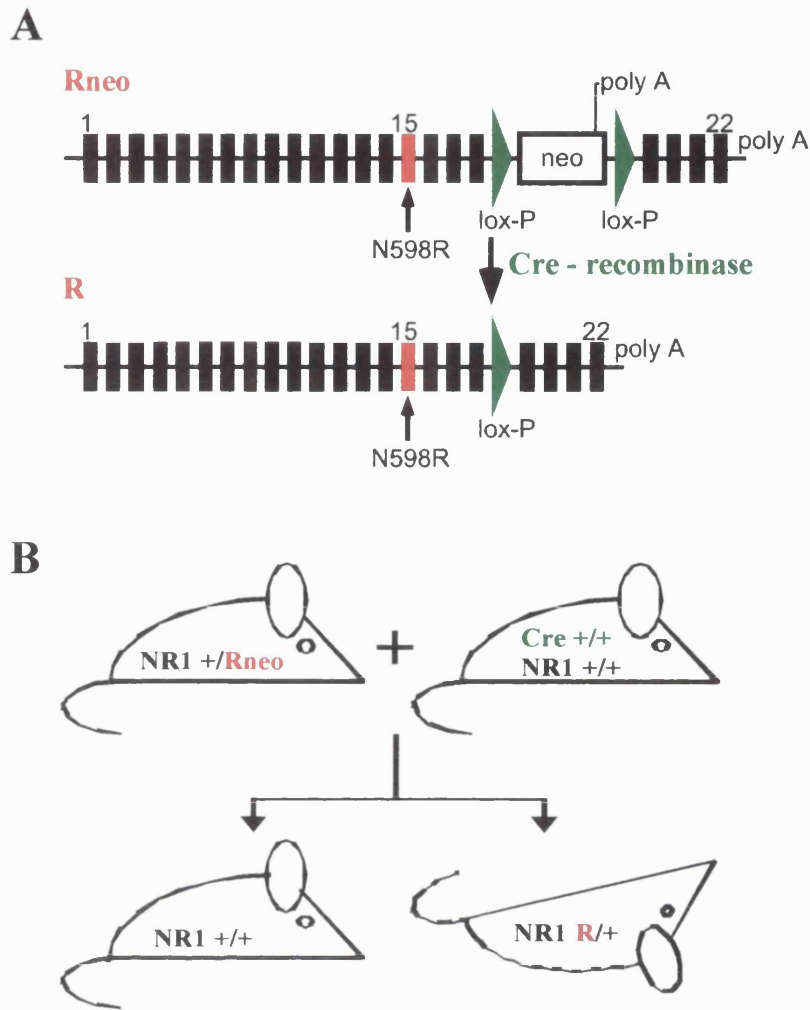 A
Rneo
poly A
1
15
22
poly A
neo
lox-P
lox-P
N598R
Cre - recombinase
R
1
15
22
poly A
lox-P
N598R
B
NR1 +/Rneo
+
Cre +/+
NR1 +/+
NR1 +/+
NR1 R/+